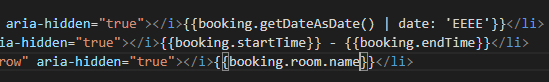 aria-hidden="true"></i>{{booking.getDateAsDate() | date: 'EEEE'}}</li>
aria-hidden="true"></i>{{booking.startTime}} - {{booking.endTime}}</li>
row" aria-hidden="true"></i>{{booking.room.name}}</li>